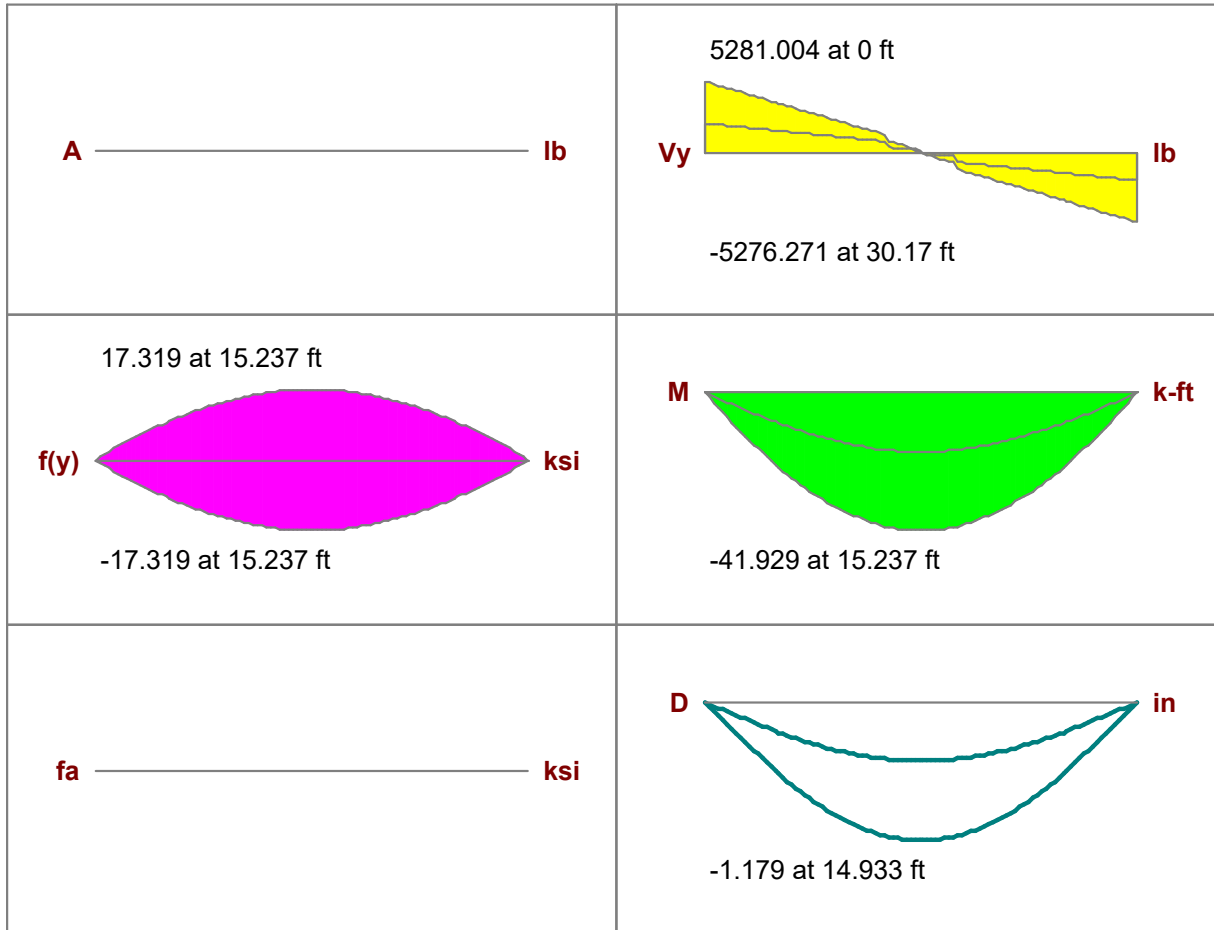 A lb
5281.004 at 0 ft
Vy lb
-5276.271 at 30.17 ft
17.319 at 15.237 ft
f(y) ksi
-17.319 at 15.237 ft
M k-ft
-41.929 at 15.237 ft
fa ksi
D in
-1.179 at 14.933 ft